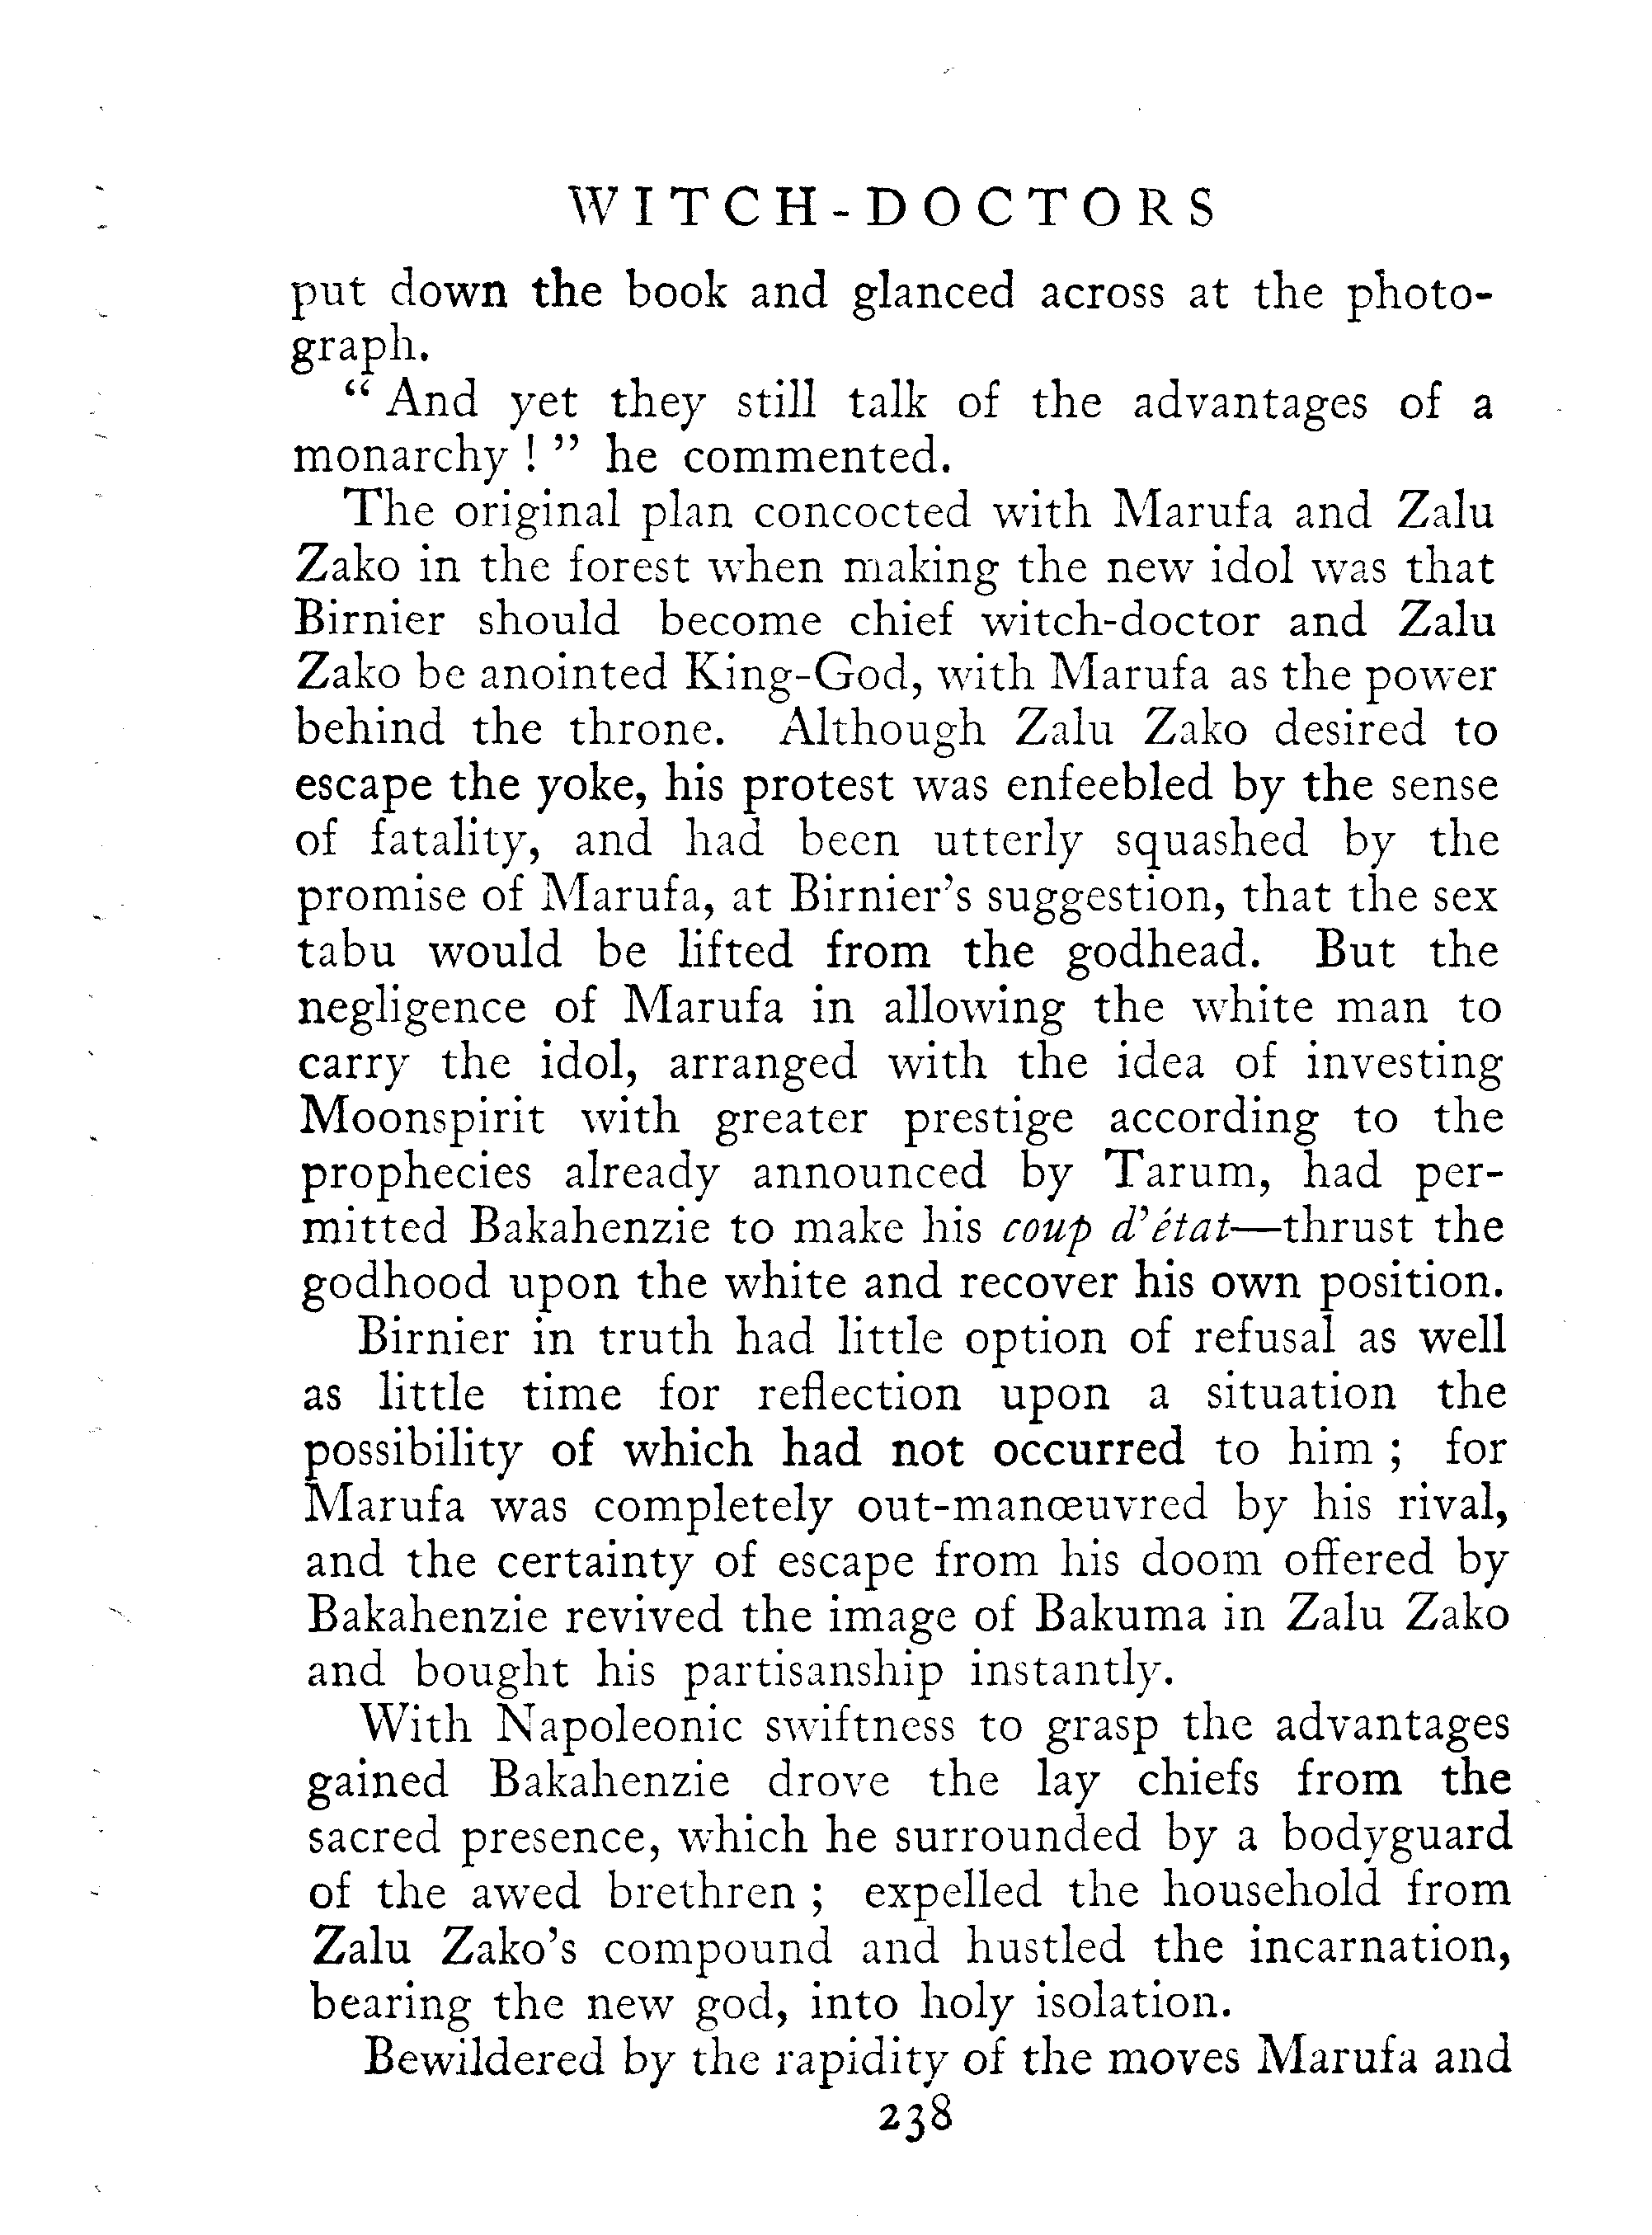 WITCH-DOCTORS
put down the book and glanced across at the photo-
graph.
“ And yet they still talk of the advantages of a
monarchy ! ” he commented.
The original plan concocted with Marufa and Zalu
Zako in the forest when making the new idol was that
Birnier should become chief witch-doctor and Zalu
Zako be anointed King-God, with Marufa as the power
behind the throne. Although Zalu Zako desired to
escape the yoke, his protest was enfeebled by the sense
of fatality, and had been utterly squashed by the
promise of Marufa, at Birnier’s suggestion, that the sex
tabu would be lifted from the godhead. But the
negligence of Marufa in allowing the white man to
carry the idol, arranged with the idea of investing
Moonspirit with greater prestige according to the
prophecies already announced by Tarum, had per-
mitted Bakahenzie to make his coup d’état—thrust the
godhood upon the white and recover his own position.
Birnier in truth had little option of refusal as well
as little time for reflection upon a situation the
possibility of which had not occurred to him ; for
Marufa was completely out-manœuvred by his rival,
and the certainty of escape from his doom offered by
Bakahenzie revived the image of Bakuma in Zalu Zako
and bought his partisanship instantly.
With Napoleonic swiftness to grasp the advantages
gained Bakahenzie drove the lay chiefs from the
sacred presence, which he surrounded by a bodyguard
of the awed brethren ; expelled the household from
Zalu Zako’s compound and hustled the incarnation,
bearing the new god, into holy isolation.
Bewildered by the rapidity of the moves Marufa and
238